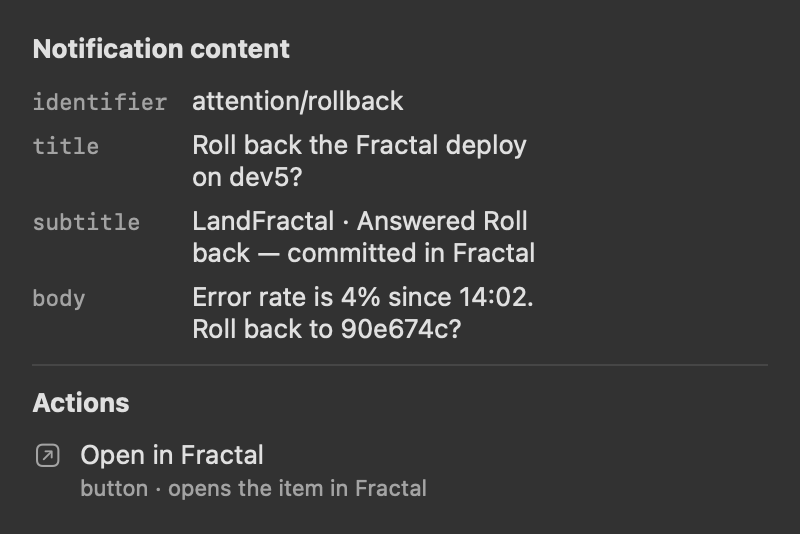 Notification content
identifier attention/rollback
title Roll back the Fractal deploy
on dev5?
subtitle LandFractal · Answered Roll
back — committed in Fractal
body Error rate is 4% since 14:02.
Roll back to 90e674c?
Actions
Open in Fractal
button · opens the item in Fractal